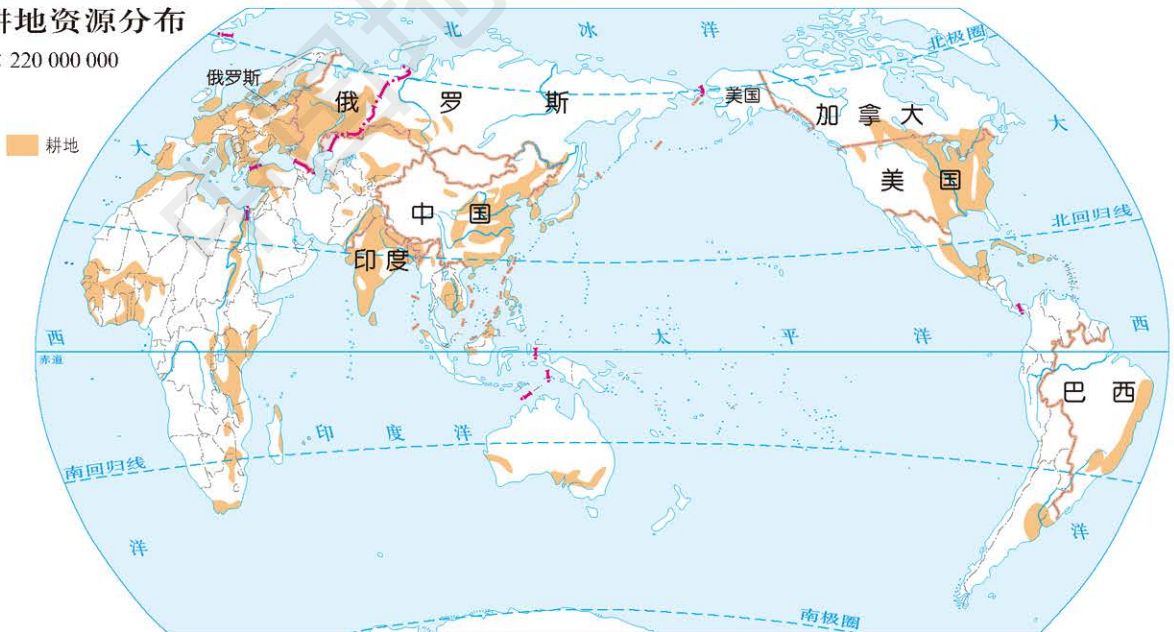 耕地资源分布
220 000 000
耕地
北 冰 洋
北极圈
俄罗斯
俄 罗 斯
美国
加 拿 大
大
大
美 国
中 国
北回归线
印度
西
太 平 洋
西
赤道
巴 西
印 度 洋
南回归线
洋
洋
南极圈